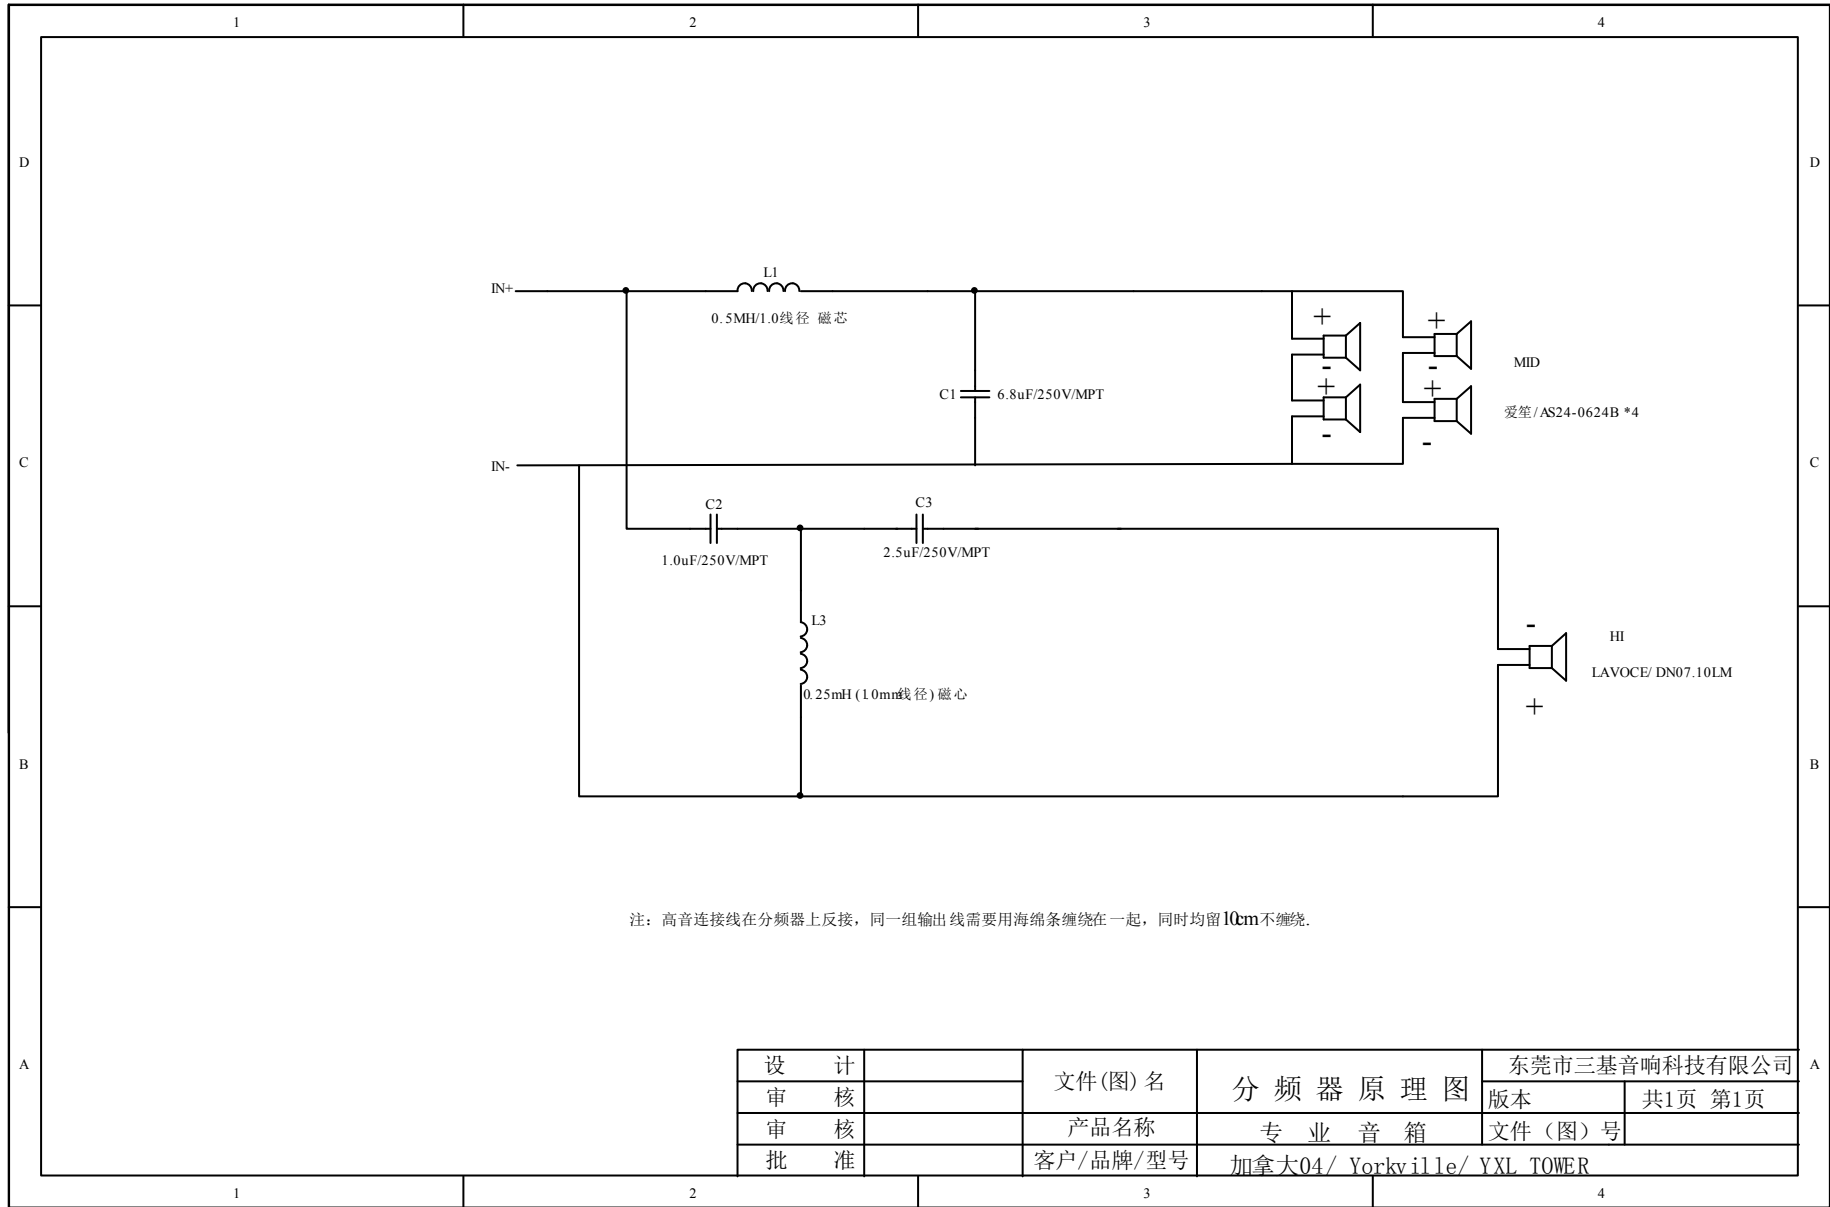 1 2 3 4
D D
L1
IN+
0.5MH/1.0线径 磁芯
+ +
MID
- -
C1 6.8uF/250V/MPT
+ +
爱笙/AS24-0624B *4
- -
C C
IN-
C2 C3
1.0uF/250V/MPT 2.5uF/250V/MPT
L3
-
HI
LAVOCE/ DN07.10LM
0.25mH (1.0mm线径) 磁心
+
B B
注：高音连接线在分频器上反接，同一组输出线需要用海绵条缠绕在一起，同时均留10cm不缠绕.
A A
设 计 文件(图) 名 分 频 器 原 理 图 东莞市三基音响科技有限公司
审 核 版本 共1页 第1页
审 核 产品名称 专 业 音 箱 文件（图）号
批 准 客户/品牌/型号 加拿大04/ Yorkville/ YXL TOWER
1 2 3 4